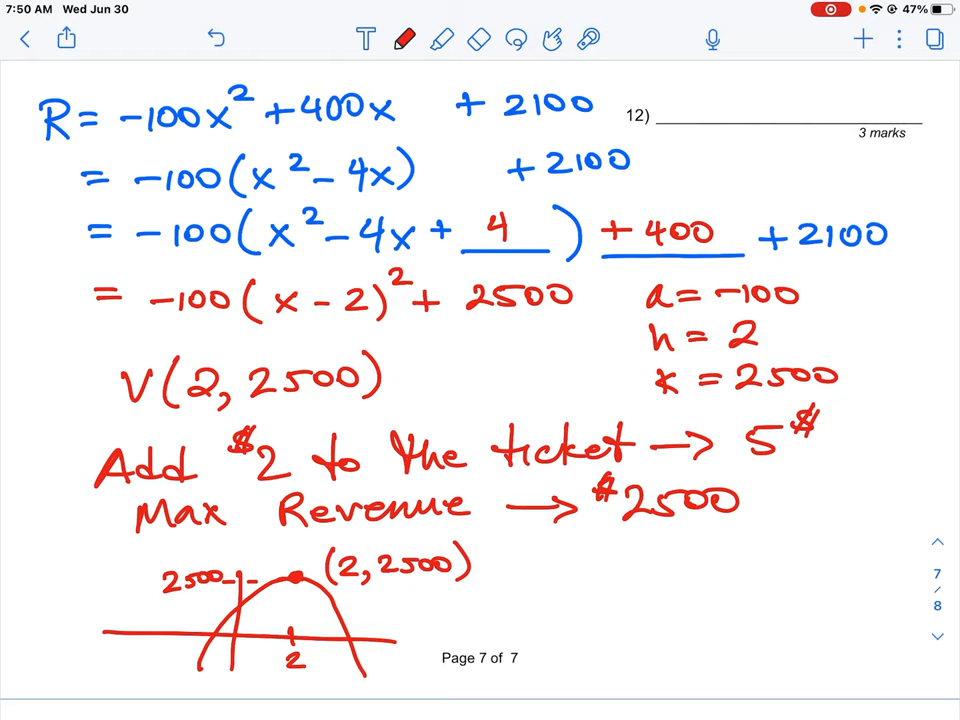 7:50 AM Wed Jun 30
47%
R = -100x² + 400x + 2100
12)
3 marks
= -100(x² - 4x) + 2100
= -100(x² - 4x + 4) + 400 + 2100
= -100(x - 2)² + 2500
a = -100
h = 2
k = 2500
V(2, 2500)
Add $2 to the ticket → 5$
Max Revenue → $2500
2500
(2, 2500)
2
Page 7 of 7
7
/
8